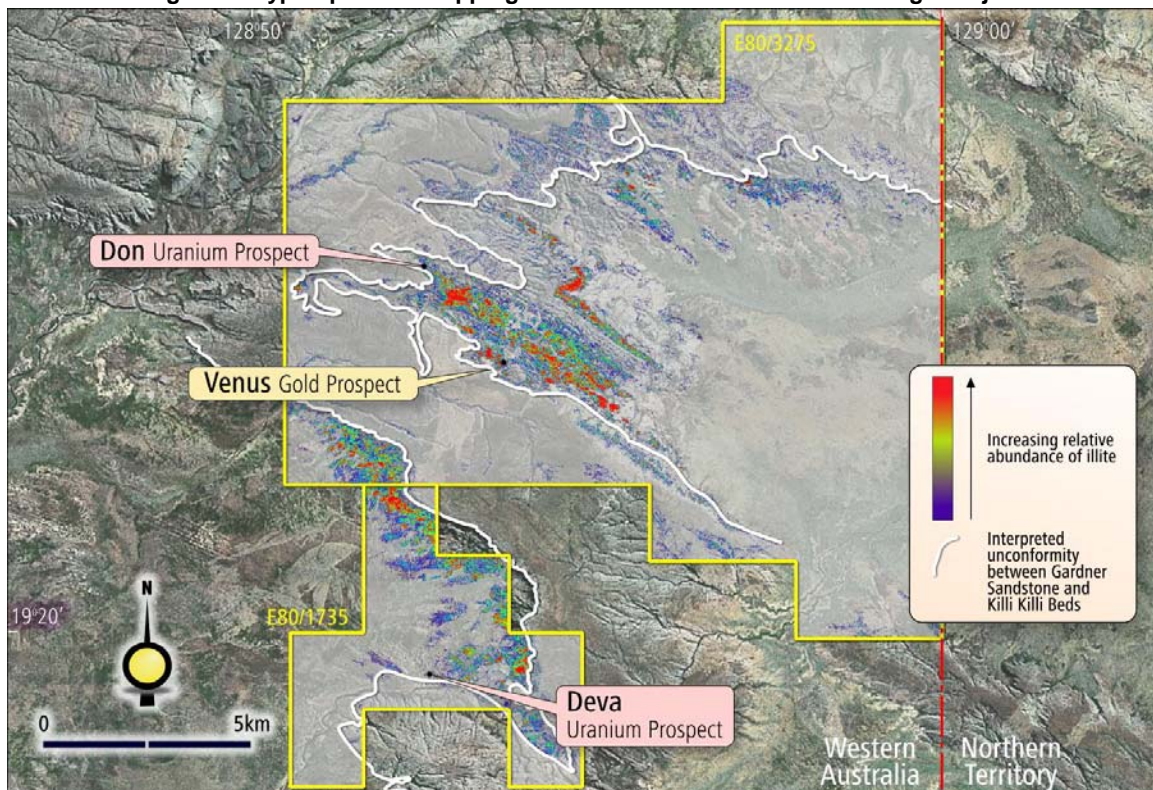 128°50'
129°00'
E80/3275
Don Uranium Prospect
Venus Gold Prospect
Increasing relative
abundance of illite
Interpreted
unconformity
between Gardner
Sandstone and
Killi Killi Beds
N
19°20'
E80/1735
0
5km
Deva
Uranium Prospect
Western
Australia
Northern
Territory